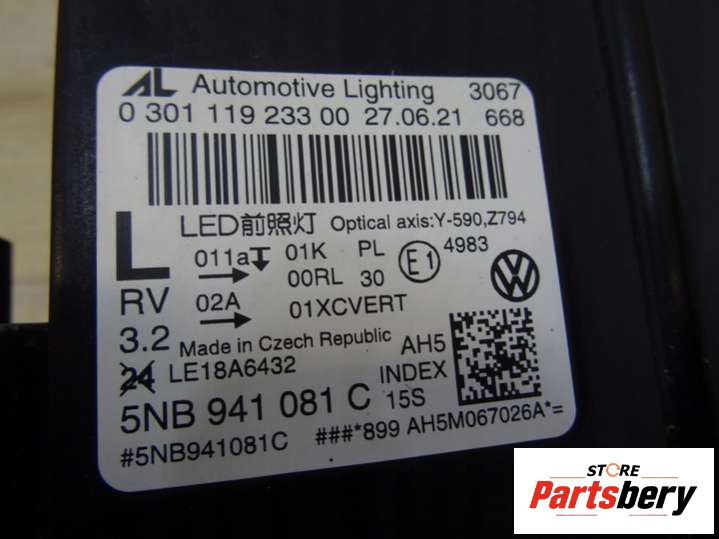 AL Automotive Lighting 3067
0 301 119 233 00 27.06.21 668
L LED前照灯 Optical axis:Y-590,Z794
011a 01K PL E1 4983
00RL 30
RV 02A 01XCVERT VW
3.2 Made in Czech Republic AH5
24 LE18A6432 INDEX
5NB 941 081 C 15S
#5NB941081C ###*899 AH5M067026A*=
STORE
Partsbery